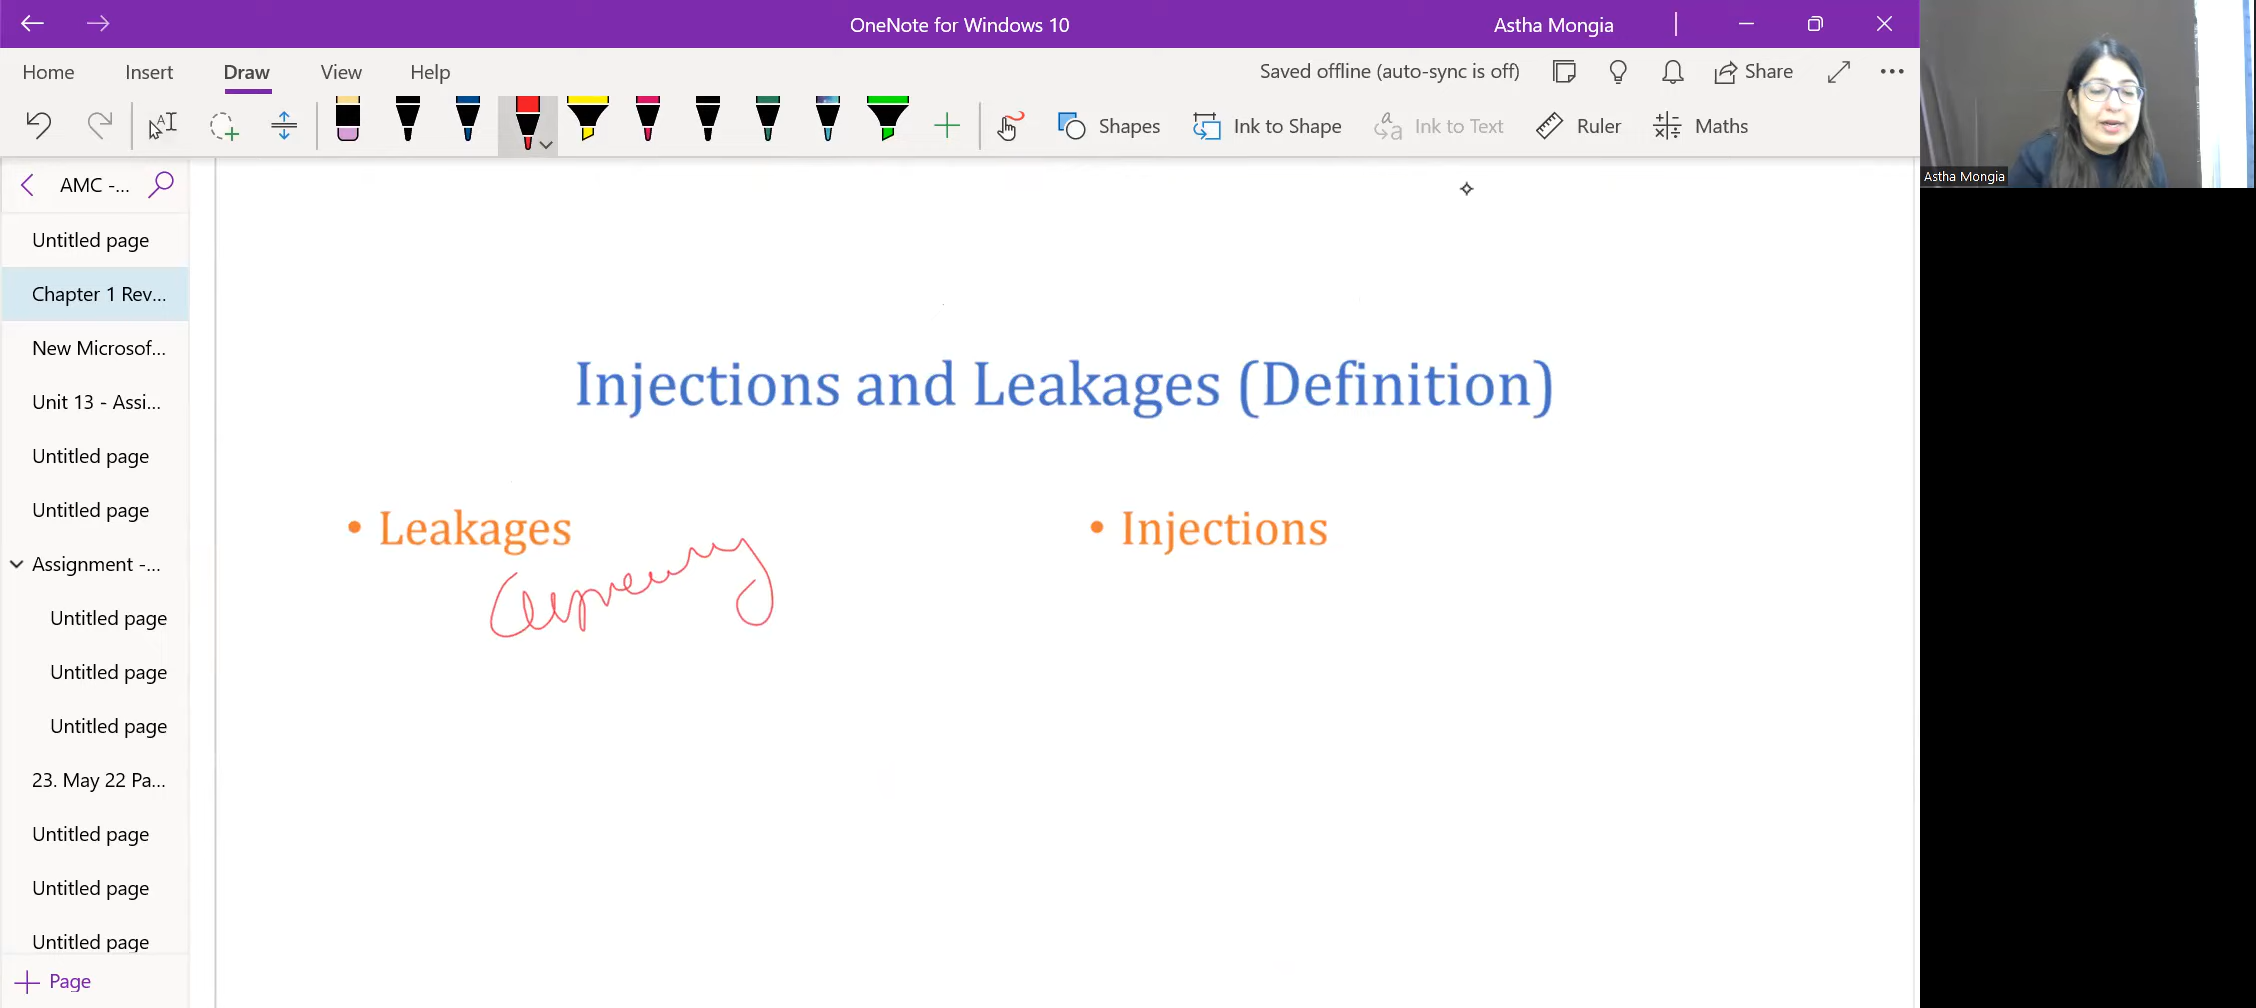 OneNote for Windows 10
Astha Mongia
Home Insert Draw View Help
Saved offline (auto-sync is off)
Share
Shapes
Ink to Shape
Ink to Text
Ruler
Maths
Astha Mongia
AMC -...
Untitled page
Chapter 1 Rev...
New Microsof...
Unit 13 - Assi...
Untitled page
Untitled page
Assignment -...
Untitled page
Untitled page
Untitled page
23. May 22 Pa...
Untitled page
Untitled page
Untitled page
Page
Injections and Leakages (Definition)
• Leakages
• Injections